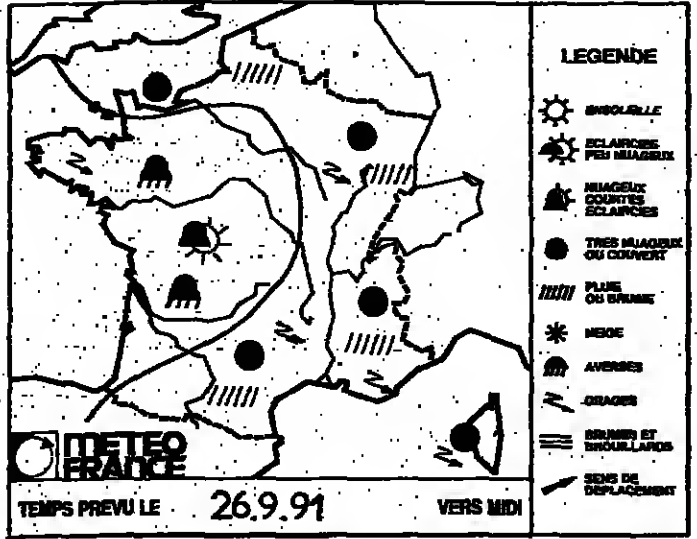 LEGENDE
ENSOLEILLE
ECLAIRCIES
PEU NUAGEUX
NUAGEUX
COURTES
ECLAIRCIES
TRES NUAGEUX
OU COUVERT
PLUIE
OU BRUME
NEIGE
AVERSES
ORAGES
BRUMES ET
BROUILLARDS
SENS DE
DEPLACEMENT
METEO
FRANCE
TEMPS PREVU LE 26.9.91 VERS MIDI